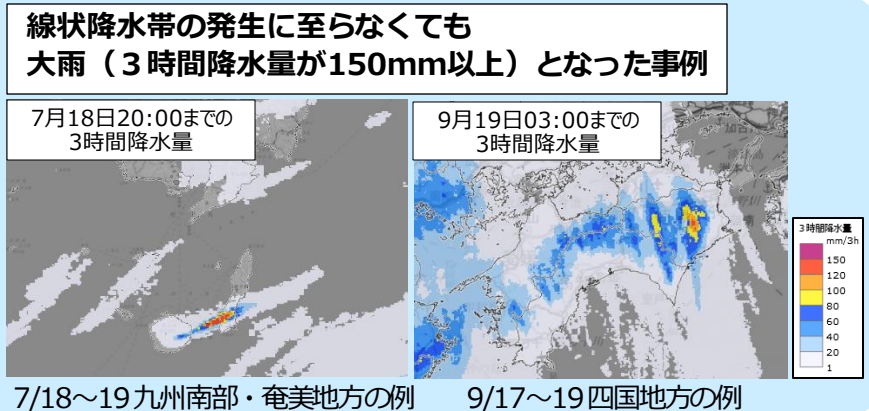 線状降水帯の発生に至らなくても
大雨（３時間降水量が150mm以上）となった事例
7月18日20:00までの
3時間降水量
9月19日03:00までの
3時間降水量
3時間降水量
mm/3h
150
120
100
80
60
40
20
1
7/18～19九州南部・奄美地方の例
9/17～19四国地方の例